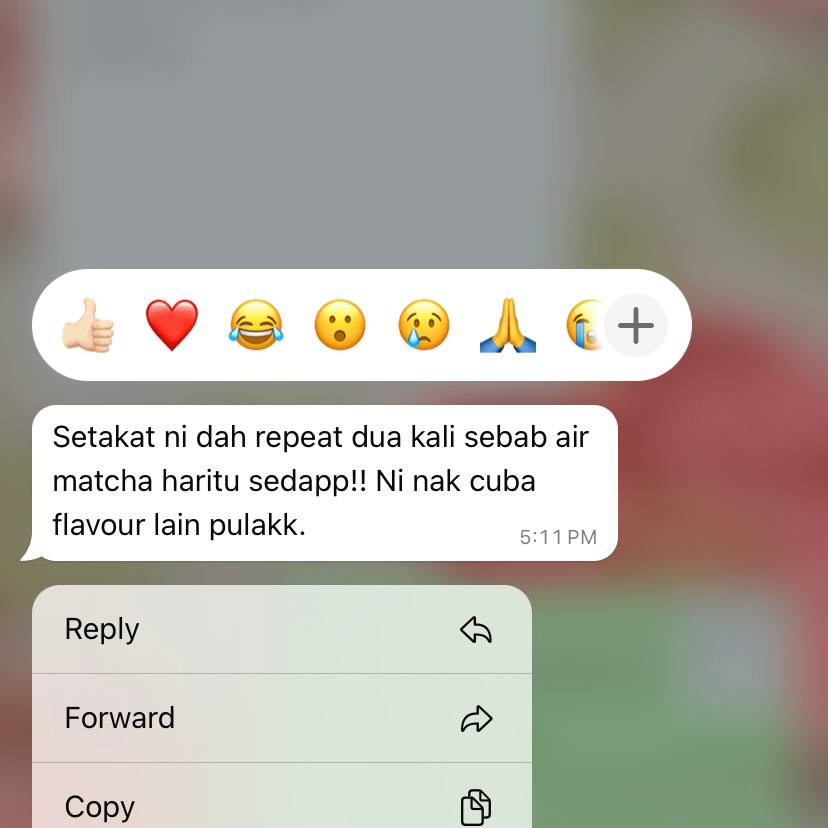 Setakat ni dah repeat dua kali sebab air
matcha haritu sedapp!! Ni nak cuba
flavour lain pulakk.
5:11 PM
Reply
Forward
Copy